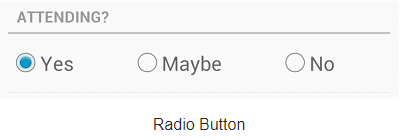 ATTENDING?
Yes Maybe No
Radio Button